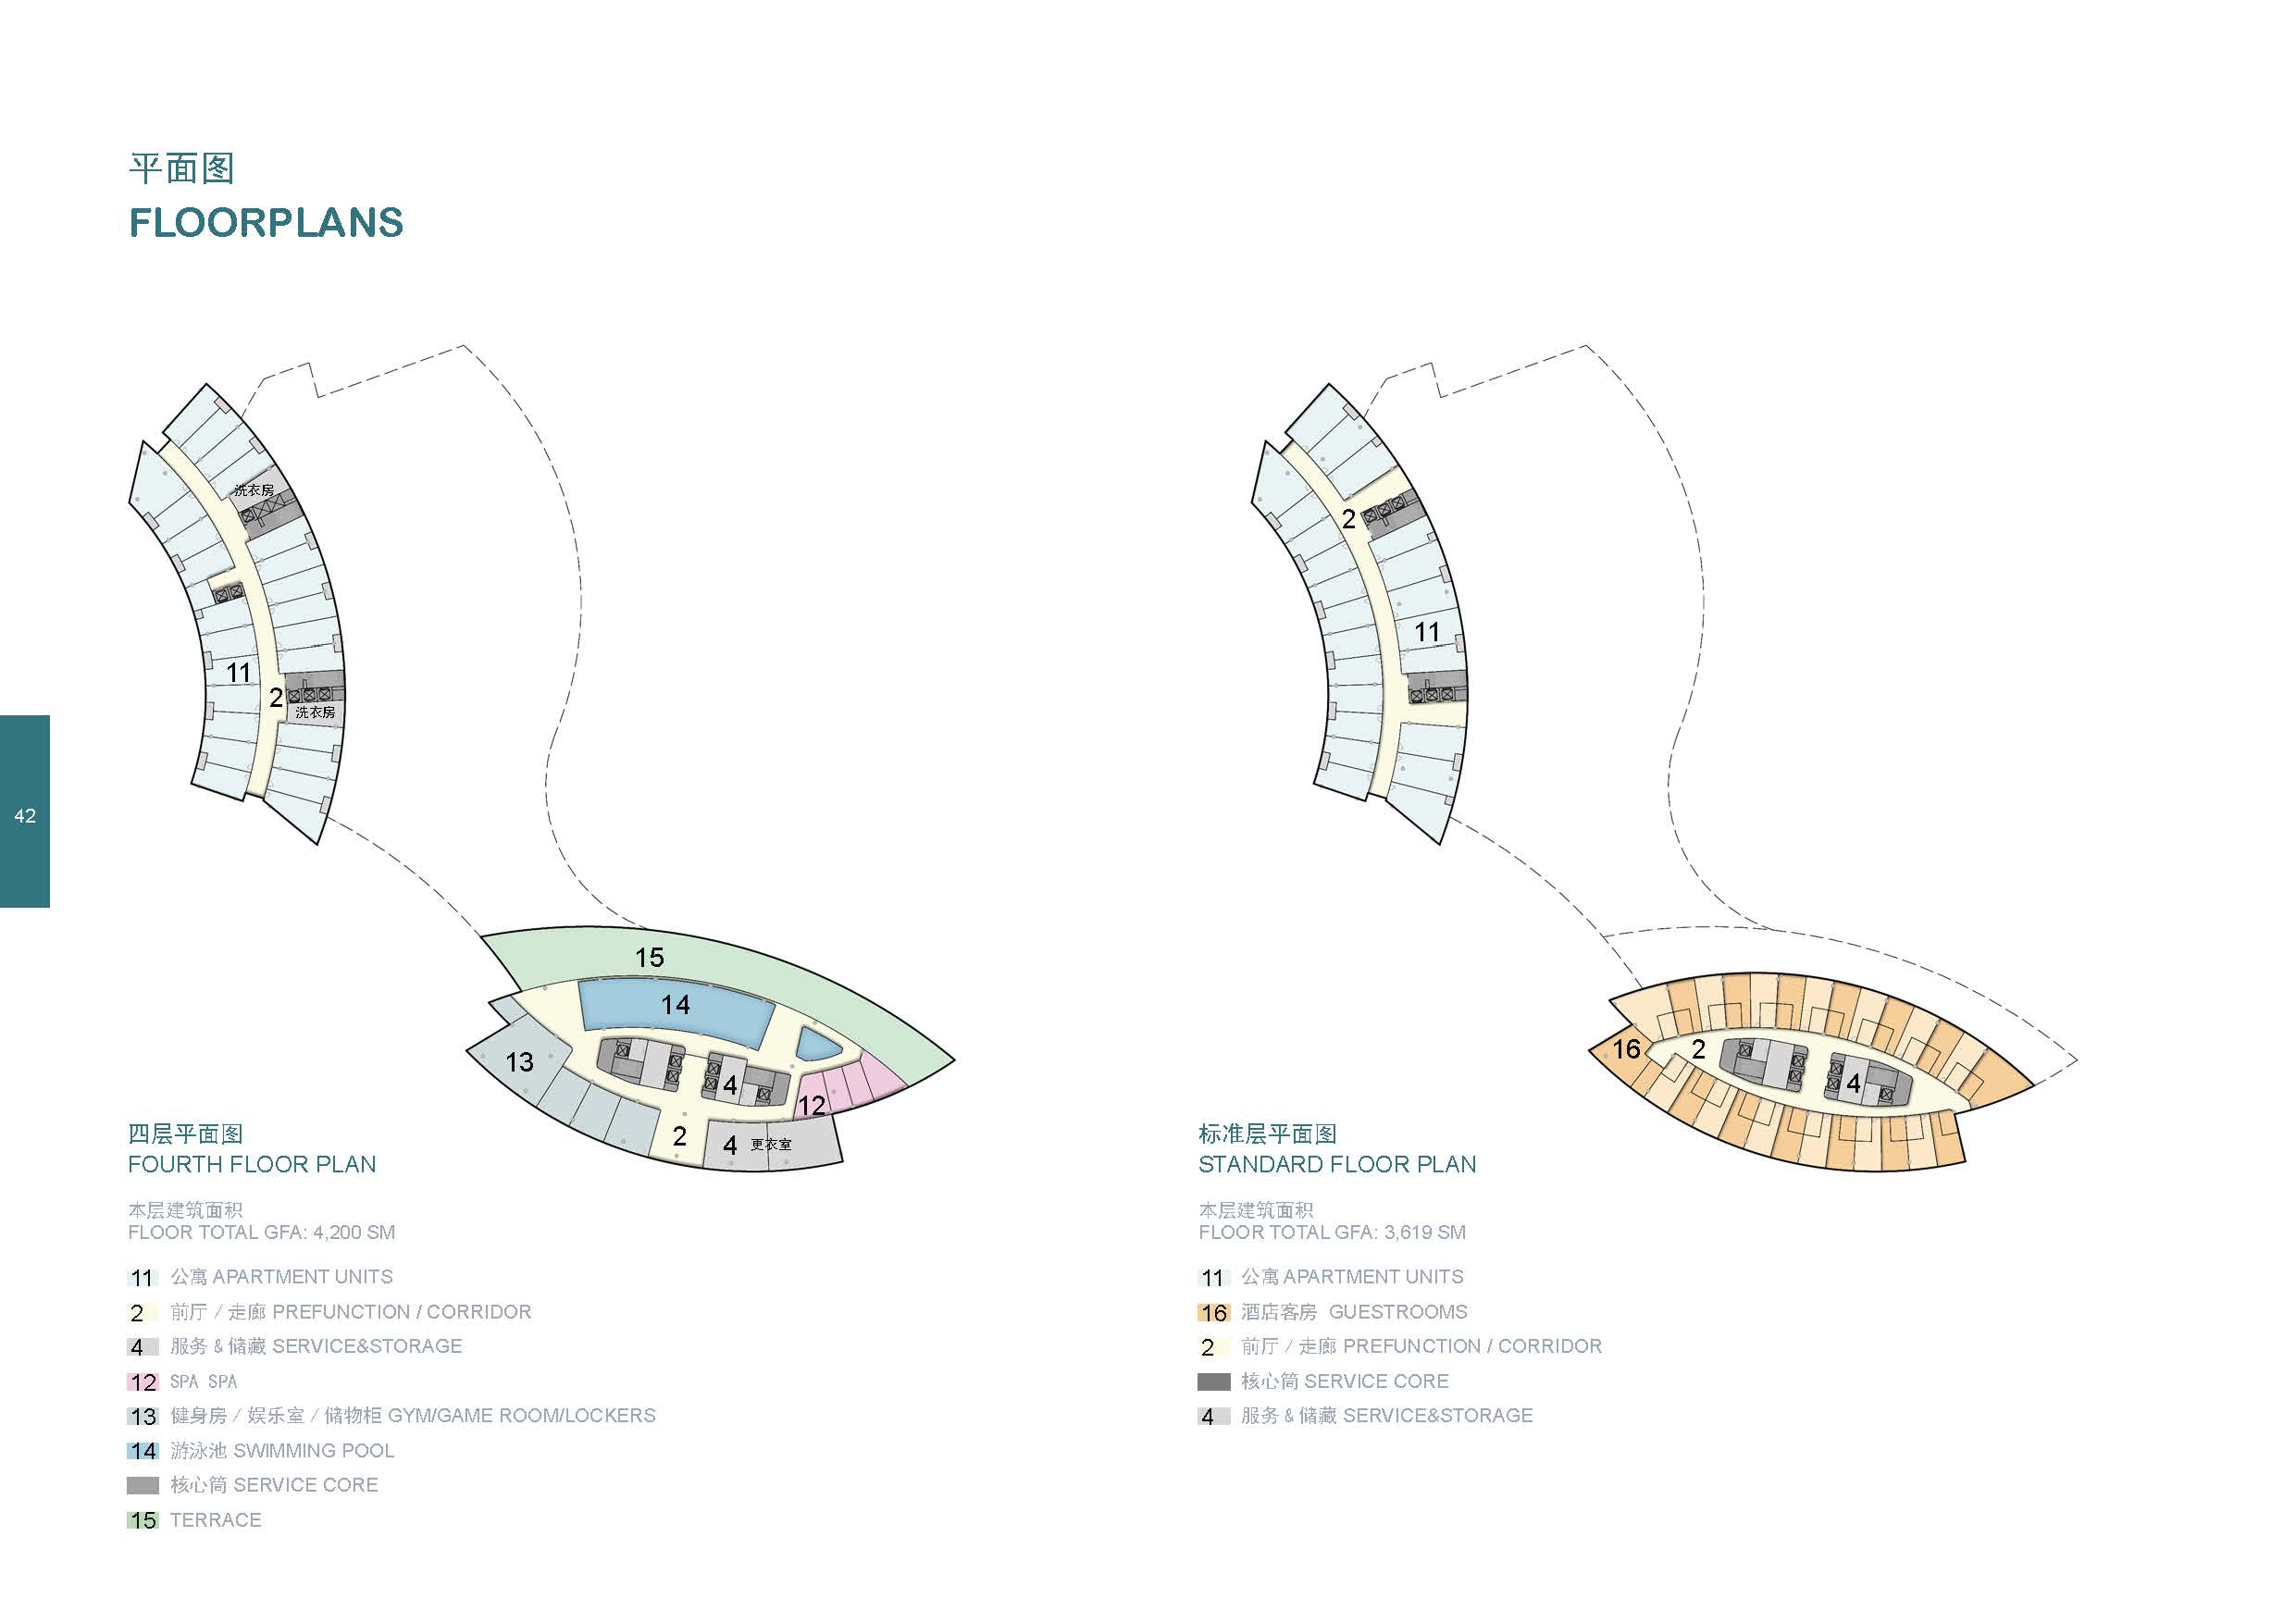 平面图
FLOORPLANS
洗衣房
11
2
洗衣房
15
14
13
4
12
2
4 更衣室
2
11
16 2
4
42
四层平面图
FOURTH FLOOR PLAN
本层建筑面积
FLOOR TOTAL GFA: 4,200 SM
11 公寓 APARTMENT UNITS
2 前厅 / 走廊 PREFUNCTION / CORRIDOR
4 服务 & 储藏 SERVICE&STORAGE
12 SPA SPA
13 健身房 / 娱乐室 / 储物柜 GYM/GAME ROOM/LOCKERS
14 游泳池 SWIMMING POOL
核心筒 SERVICE CORE
15 TERRACE
标准层平面图
STANDARD FLOOR PLAN
本层建筑面积
FLOOR TOTAL GFA: 3,619 SM
11 公寓 APARTMENT UNITS
16 酒店客房 GUESTROOMS
2 前厅 / 走廊 PREFUNCTION / CORRIDOR
核心筒 SERVICE CORE
4 服务 & 储藏 SERVICE&STORAGE